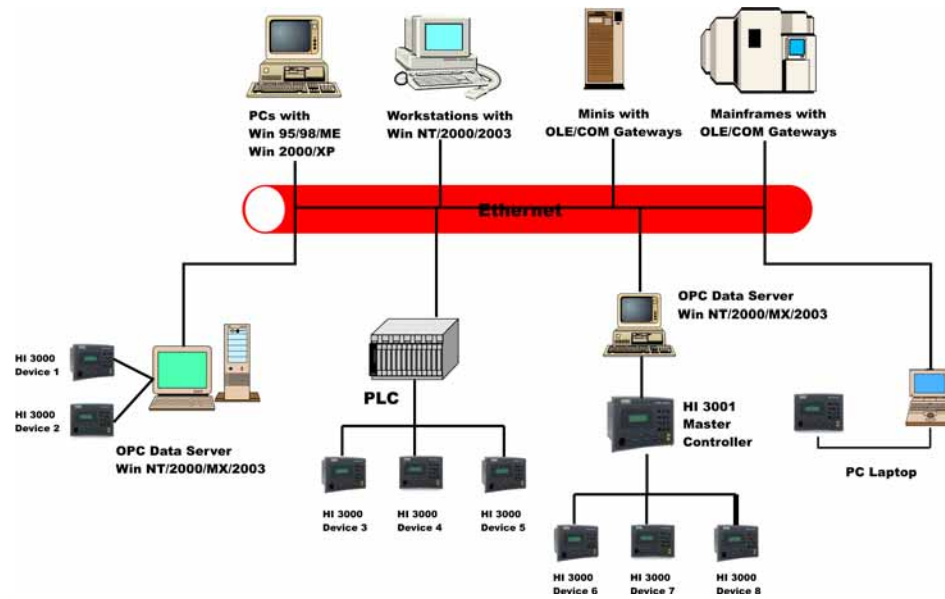 PCs with
Win 95/98/ME
Win 2000/XP
Workstations with
Win NT/2000/2003
Minis with
OLE/COM Gateways
Mainframes with
OLE/COM Gateways
Ethernet
OPC Data Server
Win NT/2000/MX/2003
HI 3000
Device 1
HI 3000
Device 2
OPC Data Server
Win NT/2000/MX/2003
PLC
HI 3001
Master
Controller
PC Laptop
HI 3000
Device 3
HI 3000
Device 4
HI 3000
Device 5
HI 3000
Device 6
HI 3000
Device 7
HI 3000
Device 8